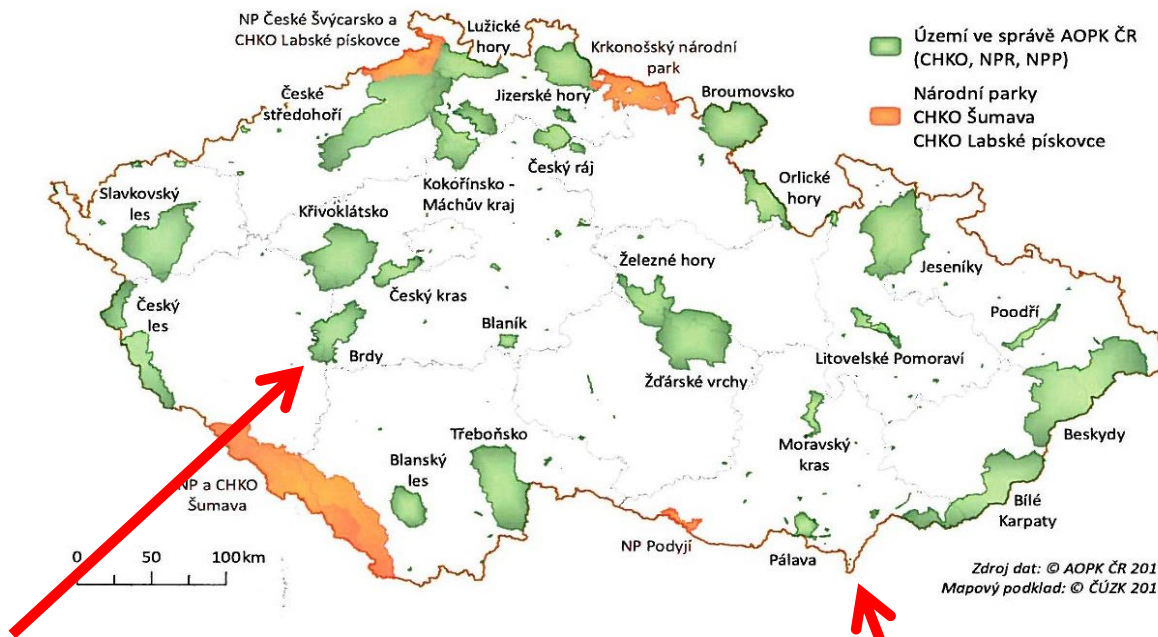 NP České Švýcarsko a
CHKO Labské pískovce
Lužické
hory
Krkonošský národní
park
Území ve správě AOPK ČR
(CHKO, NPR, NPP)
Národní parky
CHKO Šumava
CHKO Labské pískovce
České
středohoří
Jizerské hory
Broumovsko
Český ráj
Kokořínsko -
Máchův kraj
Orlické
hory
Slavkovský
les
Křivoklátsko
Jeseníky
Železné hory
Český kras
Český
les
Poodří
Blaník
Brdy
Litovelské Pomoraví
Žďárské vrchy
Beskydy
Třeboňsko
Moravský
kras
Blanský
les
NP a CHKO
Šumava
Bílé
Karpaty
NP Podyjí
Pálava
0 50 100 km
Zdroj dat: © AOPK ČR 201
Mapový podklad: © ČÚZK 201